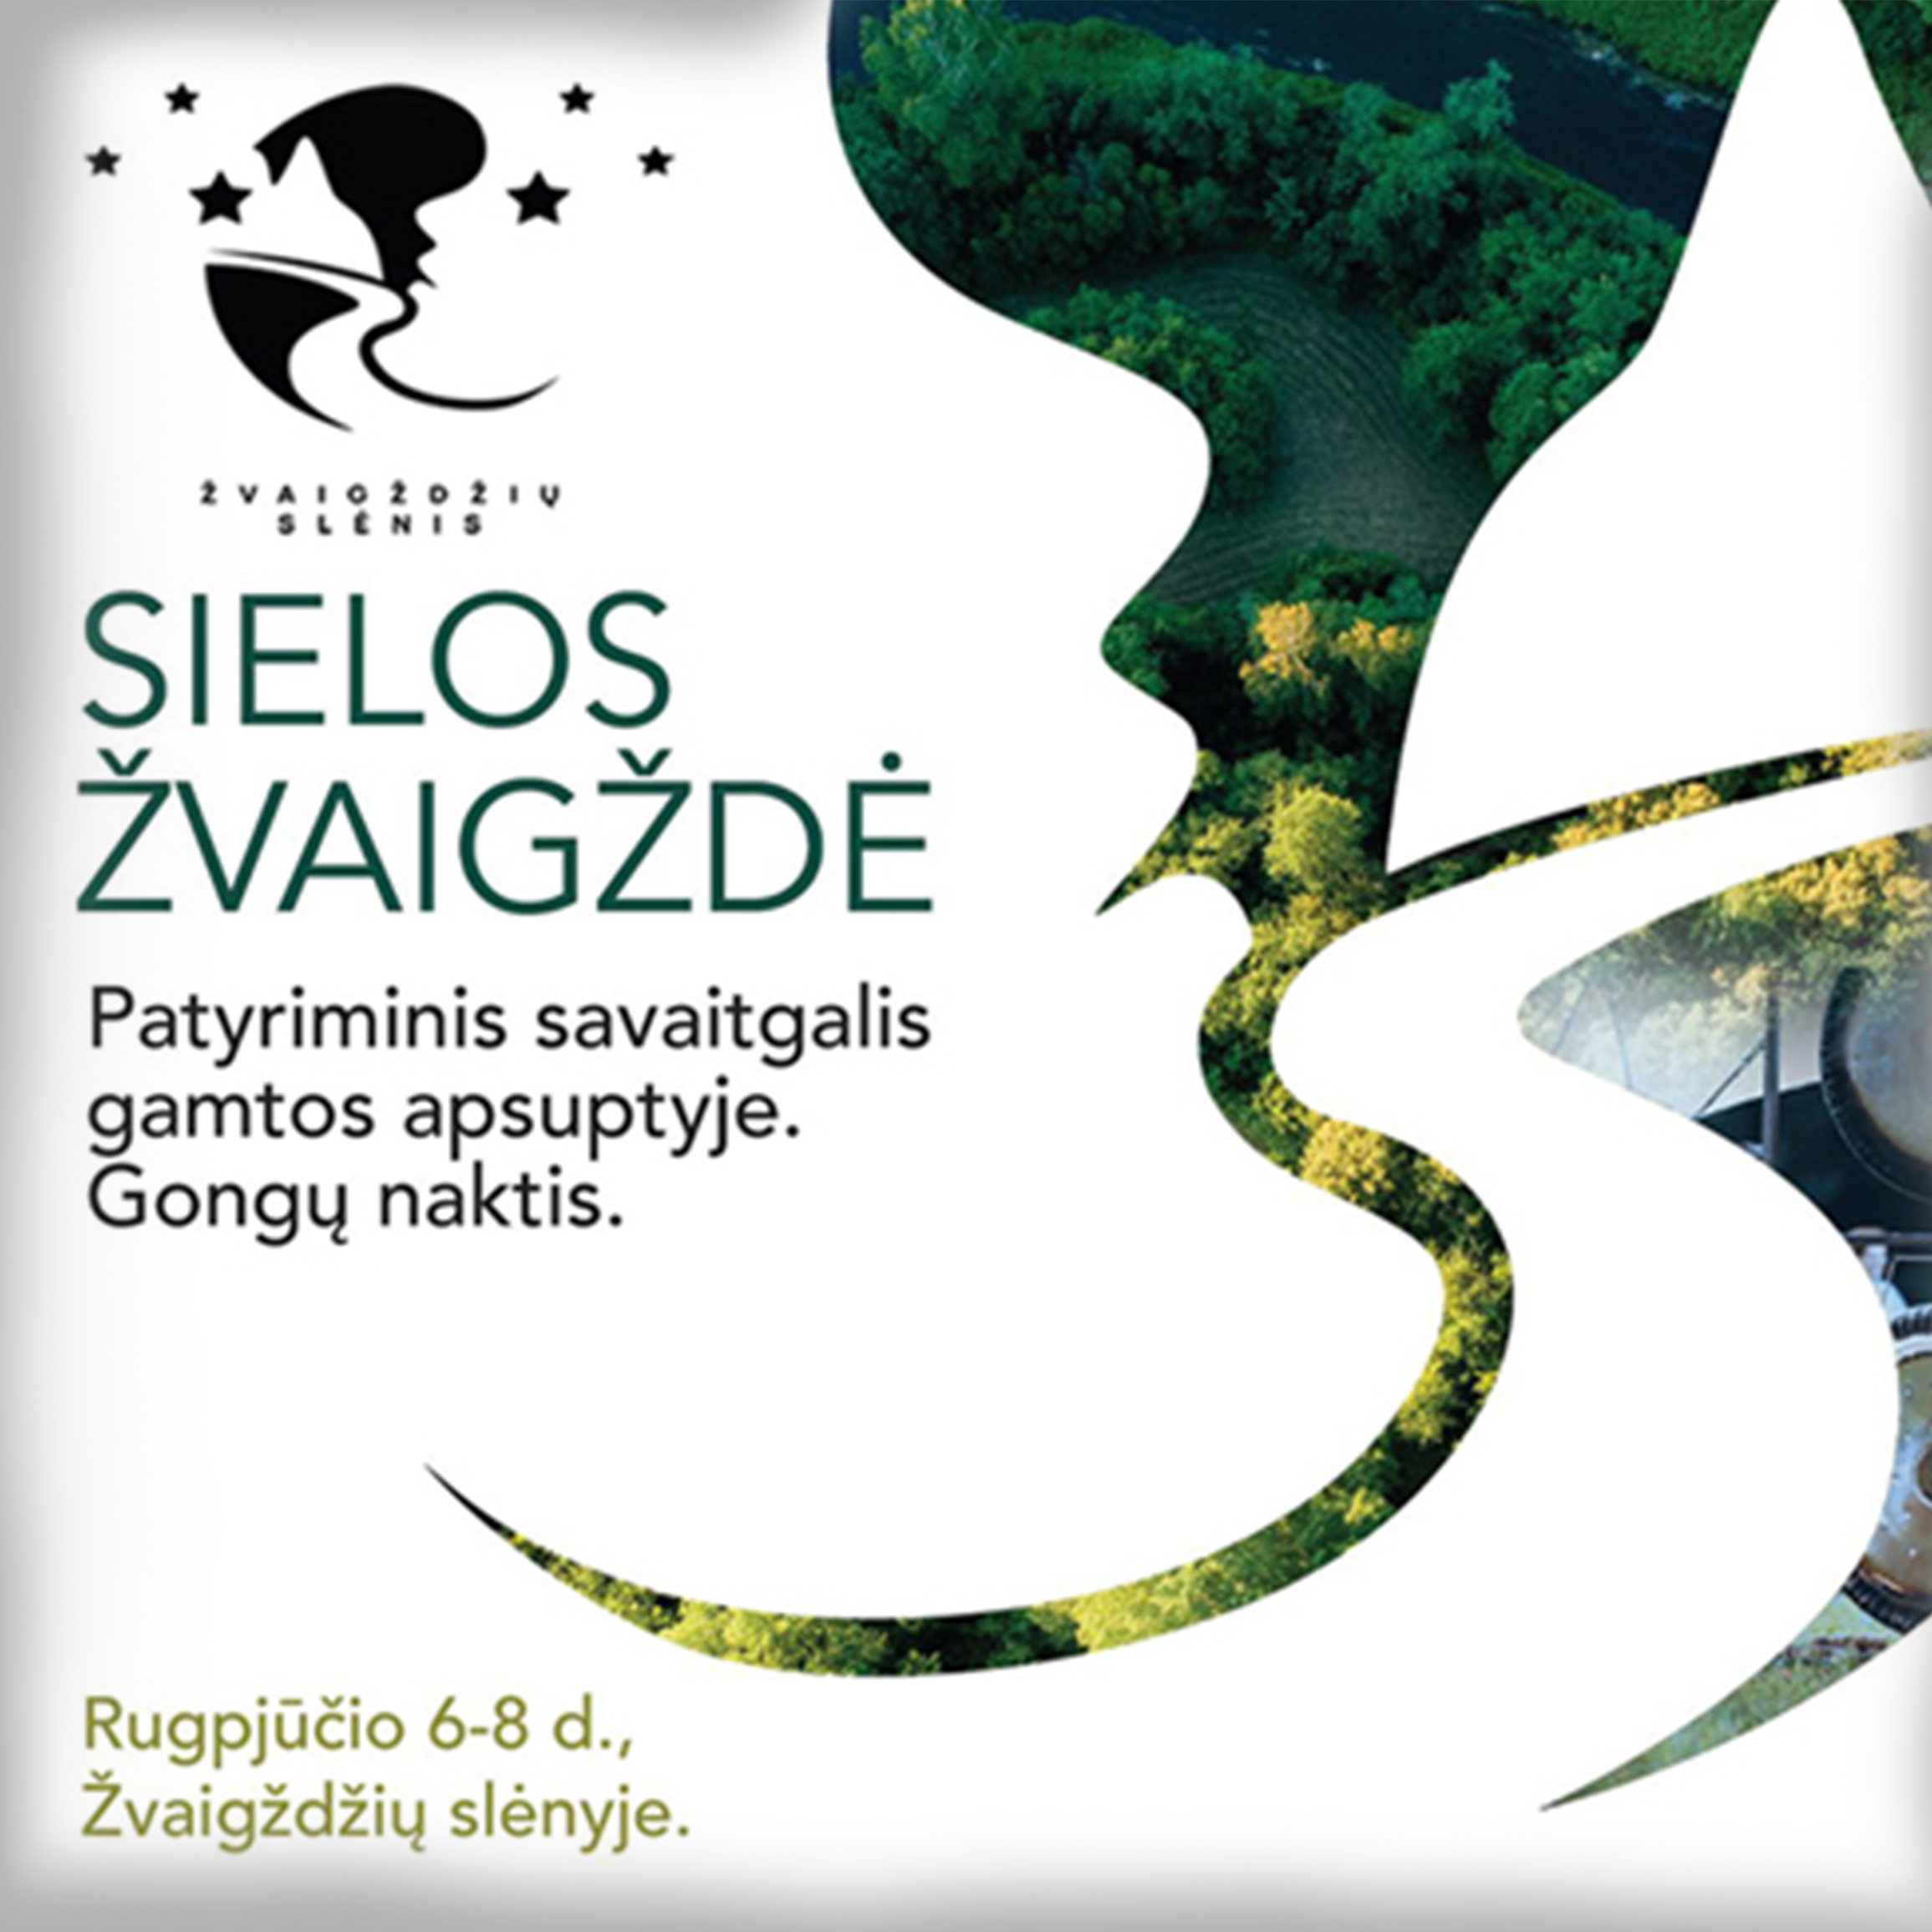 ŽVAIGŽDŽIŲ
SLĖNIS
SIELOS
ŽVAIGŽDĖ
Patyriminis savaitgalis
gamtos apsuptyje.
Gongų naktis.
Rugpjūčio 6-8 d.,
Žvaigždžių slėnyje.